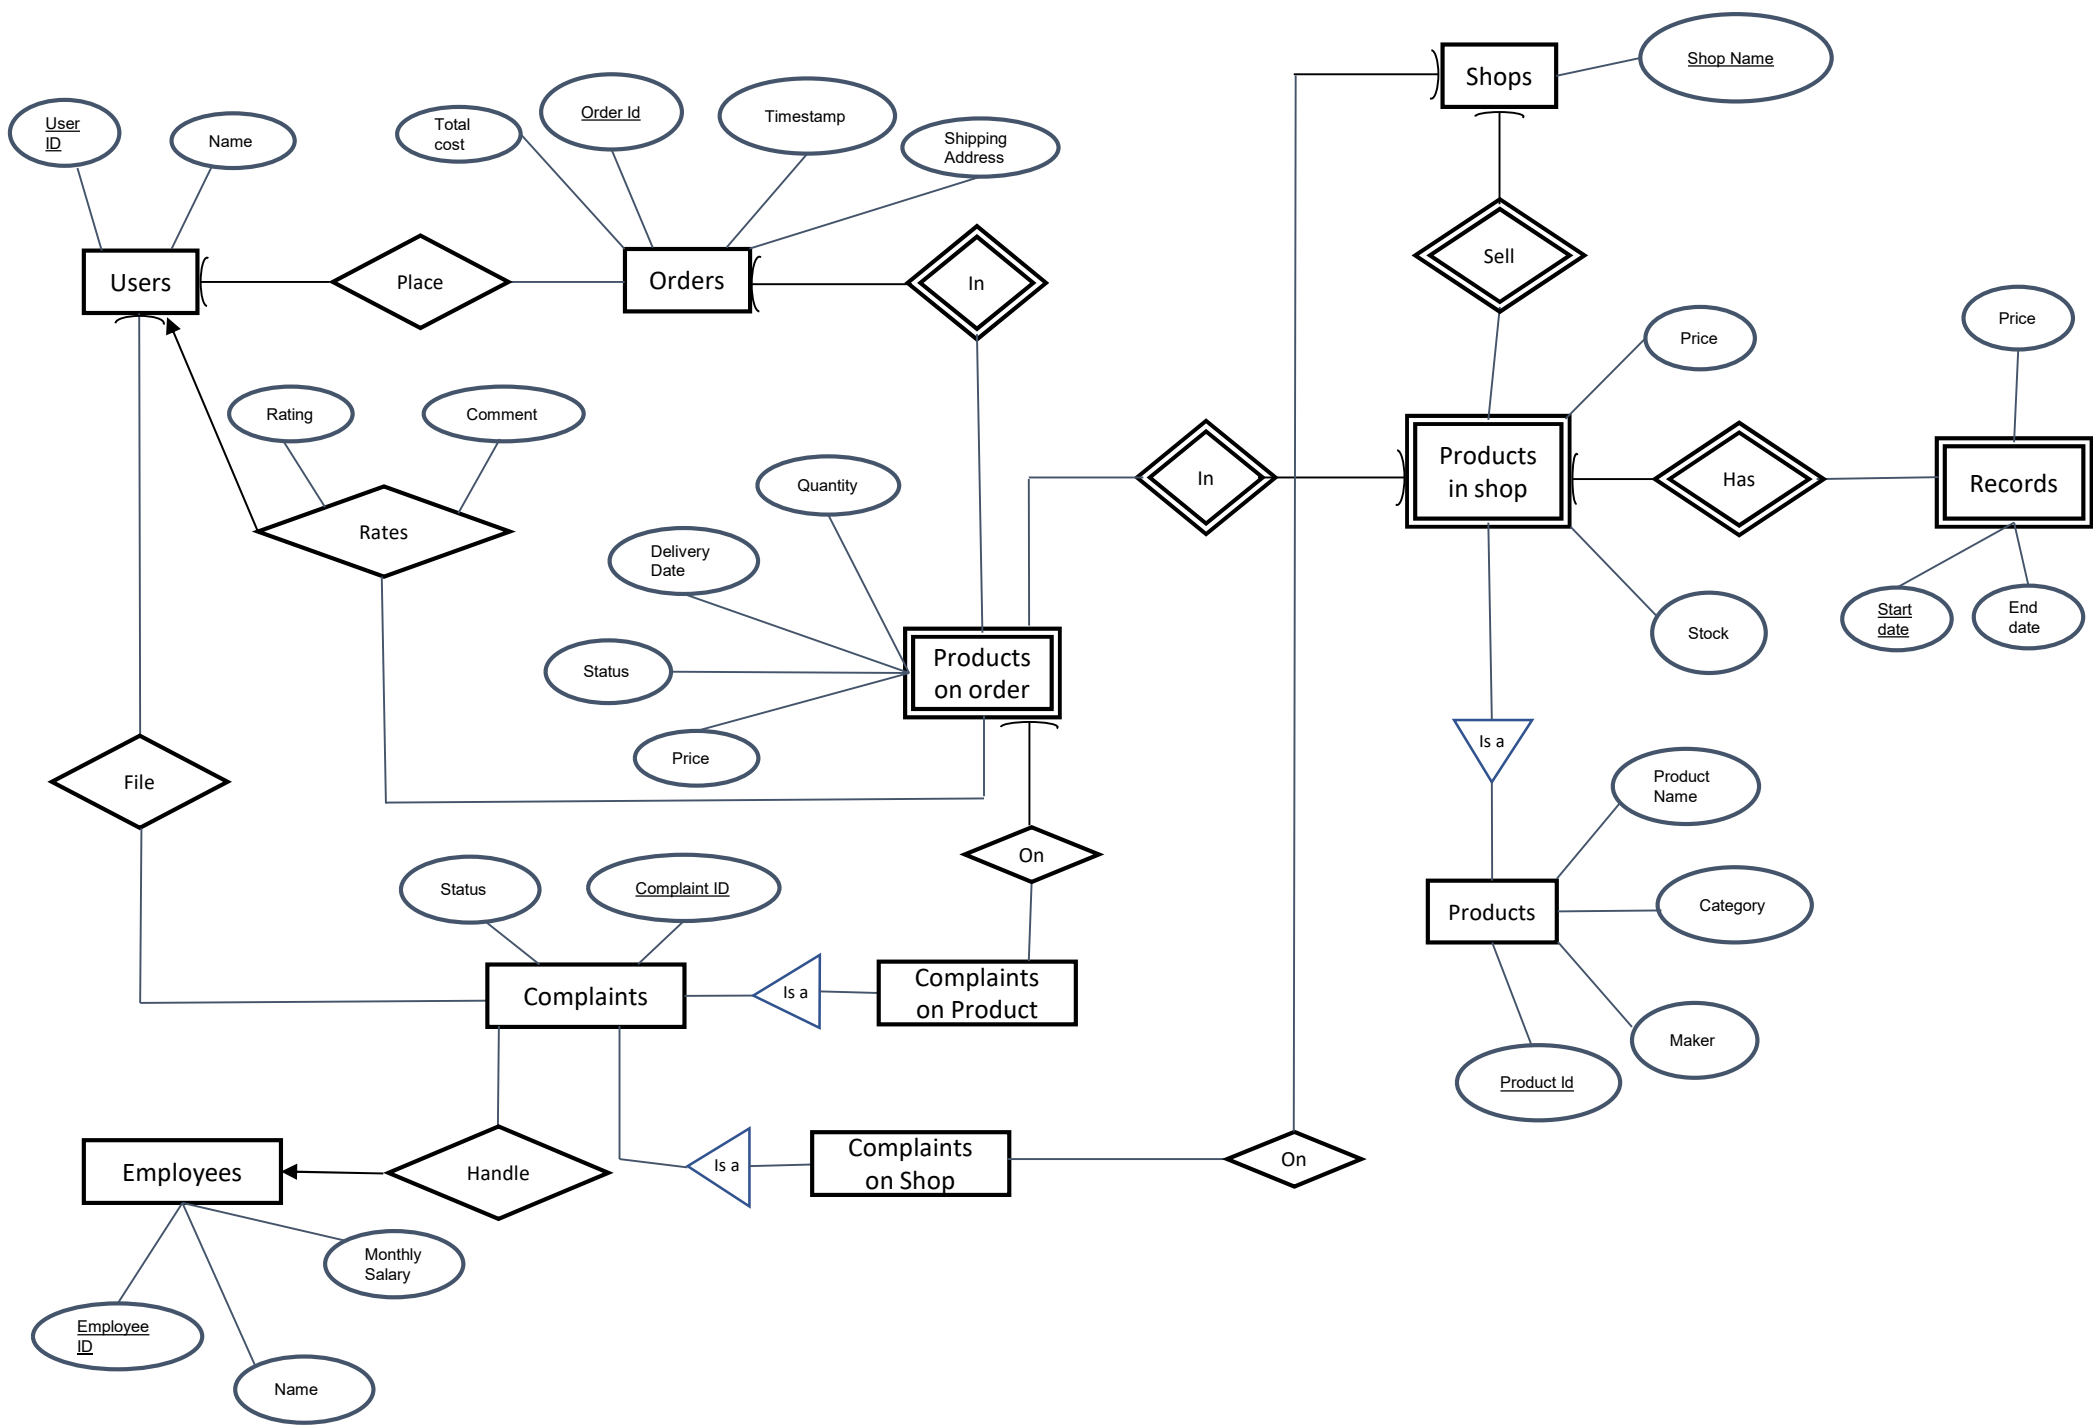 Shops
Shop Name
User
ID
Name
Total
cost
Order Id
Timestamp
Shipping
Address
Users
Place
Orders
In
Sell
Rating
Comment
Rates
Price
Price
Products
in shop
Has
Records
In
Quantity
Delivery
Date
Status
Price
Products
on order
Stock
Start
date
End
date
Is a
File
On
Product
Name
Category
Products
Maker
Product Id
Status
Complaint ID
Complaints
Is a
Complaints
on Product
Employees
Handle
Is a
Complaints
on Shop
On
Monthly
Salary
Employee
ID
Name